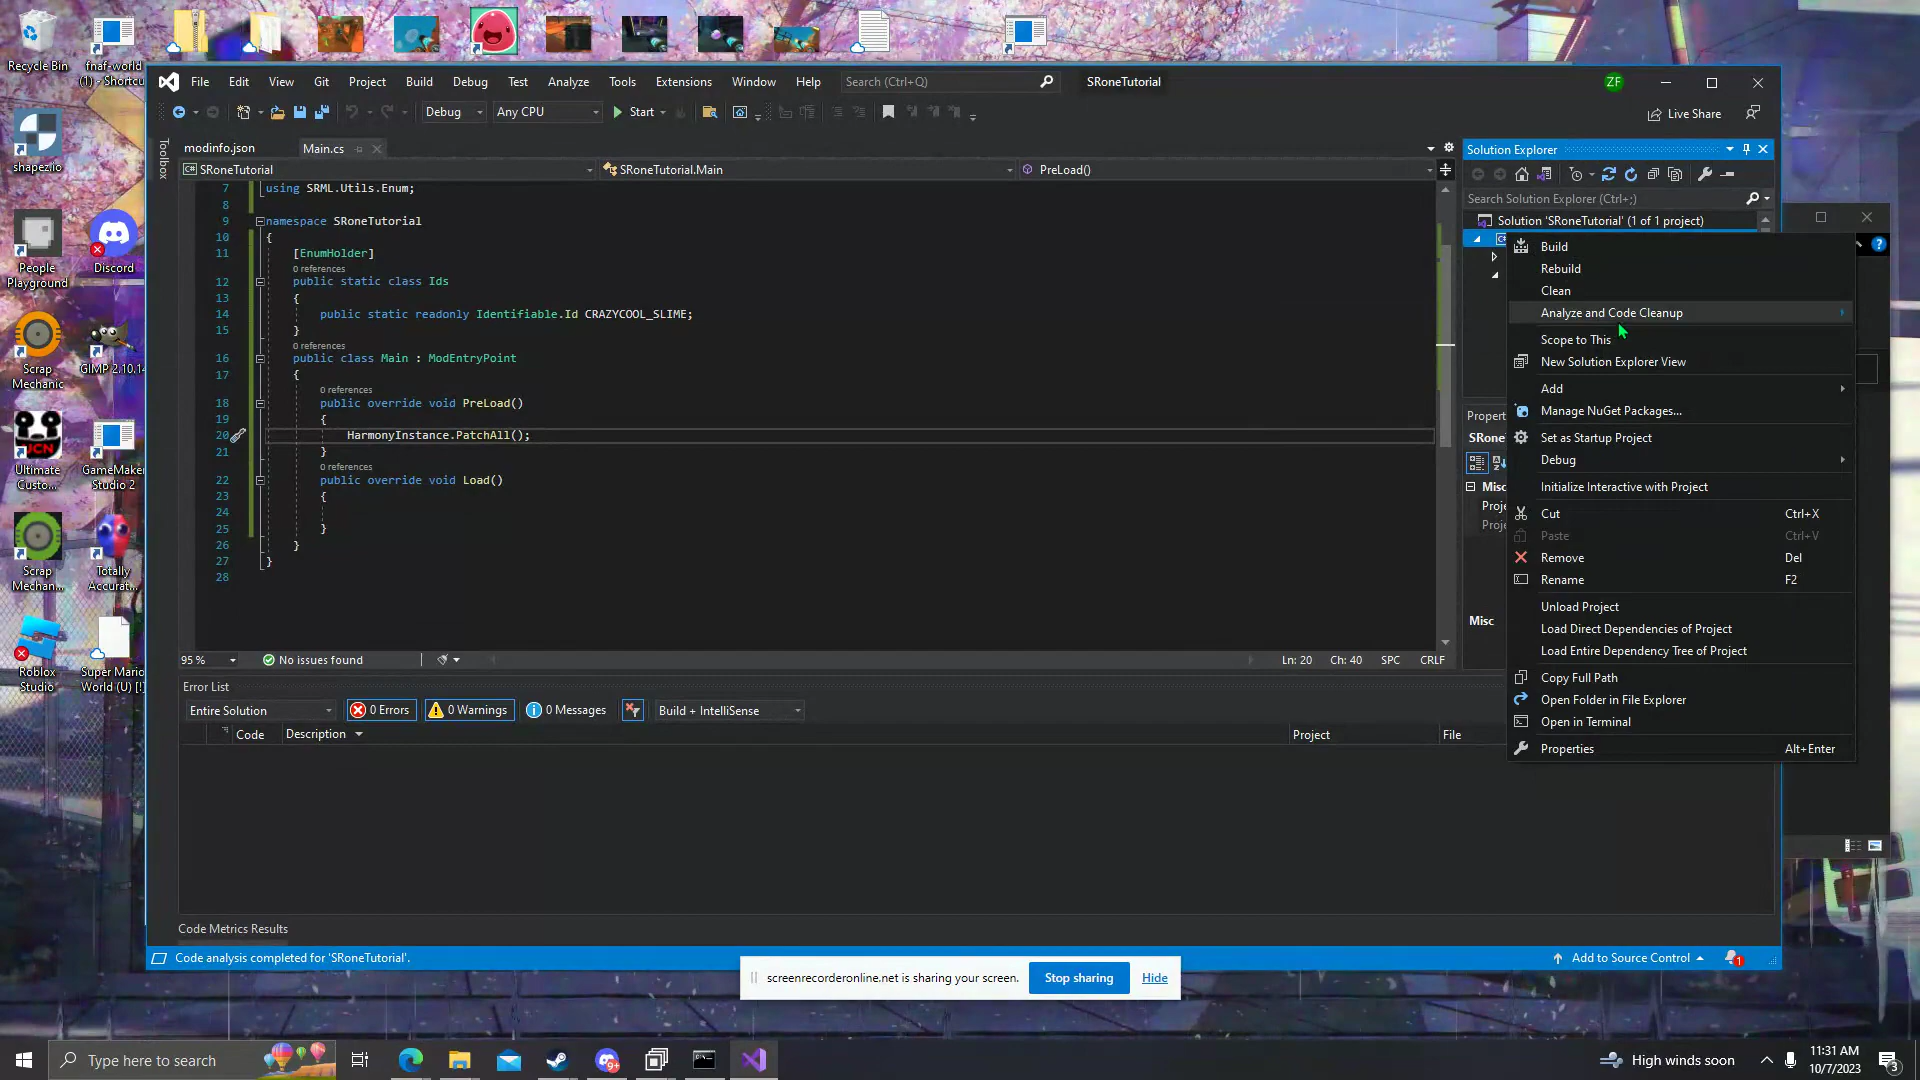 Recycle Bin
fnaf-world
(1) - Shortcu
shapezio
People
Playground
Discord
Scrap
Mechanic
GIMP 2.10.14
Ultimate
Custo...
GameMaker
Studio 2
Scrap
Mechan...
Totally
Accurat...
Roblox
Studio
Super Mario
World (U) [!]
File Edit View Git Project Build Debug Test Analyze Tools Extensions Window Help Search (Ctrl+Q) SRoneTutorial ZF
Debug Any CPU Start Live Share
Toolbox
modinfo.json Main.cs
SRoneTutorial SRoneTutorial.Main PreLoad()
7 using SRML.Utils.Enum;
8
9 namespace SRoneTutorial
10 {
11 [EnumHolder]
0 references
12 public static class Ids
13 {
14 public static readonly Identifiable.Id CRAZYCOOL_SLIME;
15 }
0 references
16 public class Main : ModEntryPoint
17 {
0 references
18 public override void PreLoad()
19 {
20 HarmonyInstance.PatchAll();
21 }
0 references
22 public override void Load()
23 {
24
25 }
26 }
27 }
28
95 % No issues found Ln: 20 Ch: 40 SPC CRLF
Error List
Entire Solution 0 Errors 0 Warnings 0 Messages Build + IntelliSense
Code Description Project File
Code Metrics Results
Code analysis completed for 'SRoneTutorial'. Add to Source Control 1
Solution Explorer
Search Solution Explorer (Ctrl+;)
Solution 'SRoneTutorial' (1 of 1 project)
Propert
SRone
Misc
Proje
Proje
Misc
Build
Rebuild
Clean
Analyze and Code Cleanup
Scope to This
New Solution Explorer View
Add
Manage NuGet Packages...
Set as Startup Project
Debug
Initialize Interactive with Project
Cut Ctrl+X
Paste Ctrl+V
Remove Del
Rename F2
Unload Project
Load Direct Dependencies of Project
Load Entire Dependency Tree of Project
Copy Full Path
Open Folder in File Explorer
Open in Terminal
Properties Alt+Enter
screenrecorderonline.net is sharing your screen. Stop sharing Hide
Type here to search
9+
High winds soon
11:31 AM
10/7/2023
3